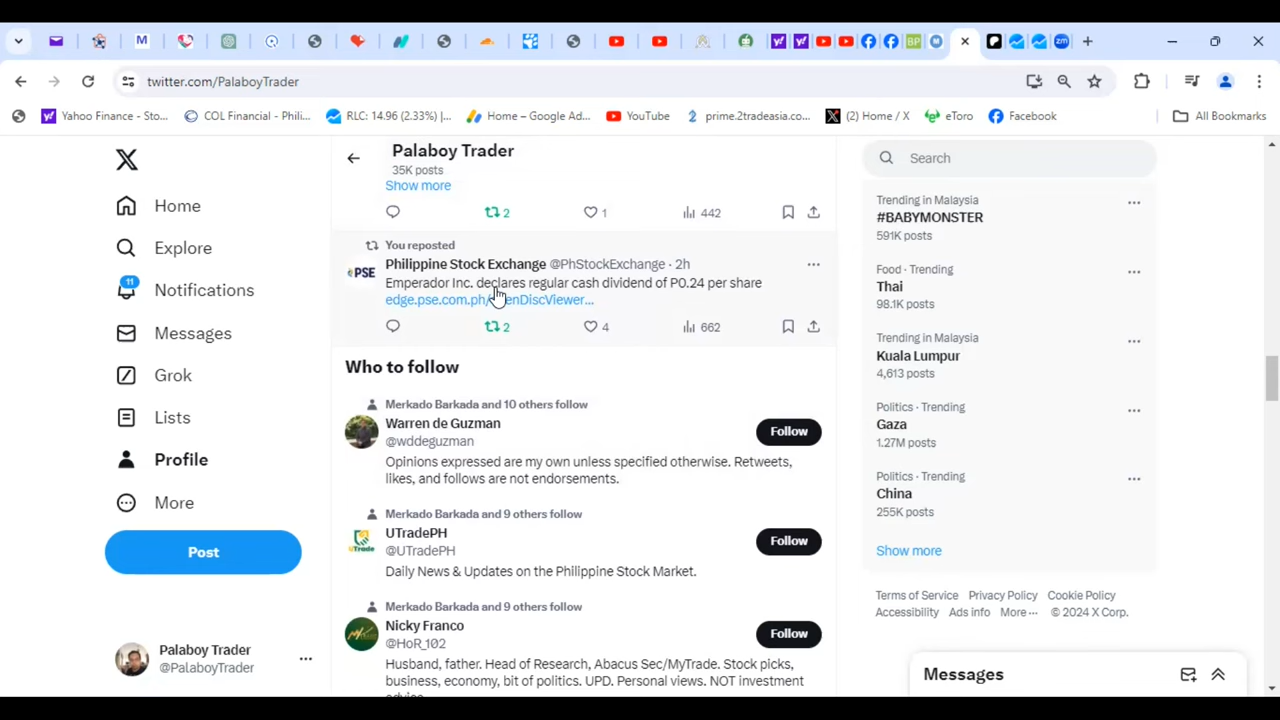 twitter.com/PalaboyTrader
Yahoo Finance - Sto...
COL Financial - Phili...
RLC: 14.96 (2.33%) |...
Home – Google Ad...
YouTube
prime.2tradeasia.co...
(2) Home / X
eToro
Facebook
All Bookmarks
Home
Explore
11
Notifications
Messages
Grok
Lists
Profile
More
Post
Palaboy Trader
@PalaboyTrader
Palaboy Trader
35K posts
Show more
2
1
442
You reposted
PSE
Philippine Stock Exchange @PhStockExchange · 2h
Emperador Inc. declares regular cash dividend of P0.24 per share
2
4
662
Who to follow
Merkado Barkada and 10 others follow
Warren de Guzman
@wddeguzman
Follow
Opinions expressed are my own unless specified otherwise. Retweets,
likes, and follows are not endorsements.
Merkado Barkada and 9 others follow
UTradePH
@UTradePH
Follow
Daily News & Updates on the Philippine Stock Market.
Merkado Barkada and 9 others follow
Nicky Franco
@HoR_102
Follow
Husband, father. Head of Research, Abacus Sec/MyTrade. Stock picks,
business, economy, bit of politics. UPD. Personal views. NOT investment
Search
Trending in Malaysia
#BABYMONSTER
591K posts
Food · Trending
Thai
98.1K posts
Trending in Malaysia
Kuala Lumpur
4,613 posts
Politics · Trending
Gaza
1.27M posts
Politics · Trending
China
255K posts
Show more
Terms of Service Privacy Policy Cookie Policy
Accessibility Ads info More··· © 2024 X Corp.
Messages